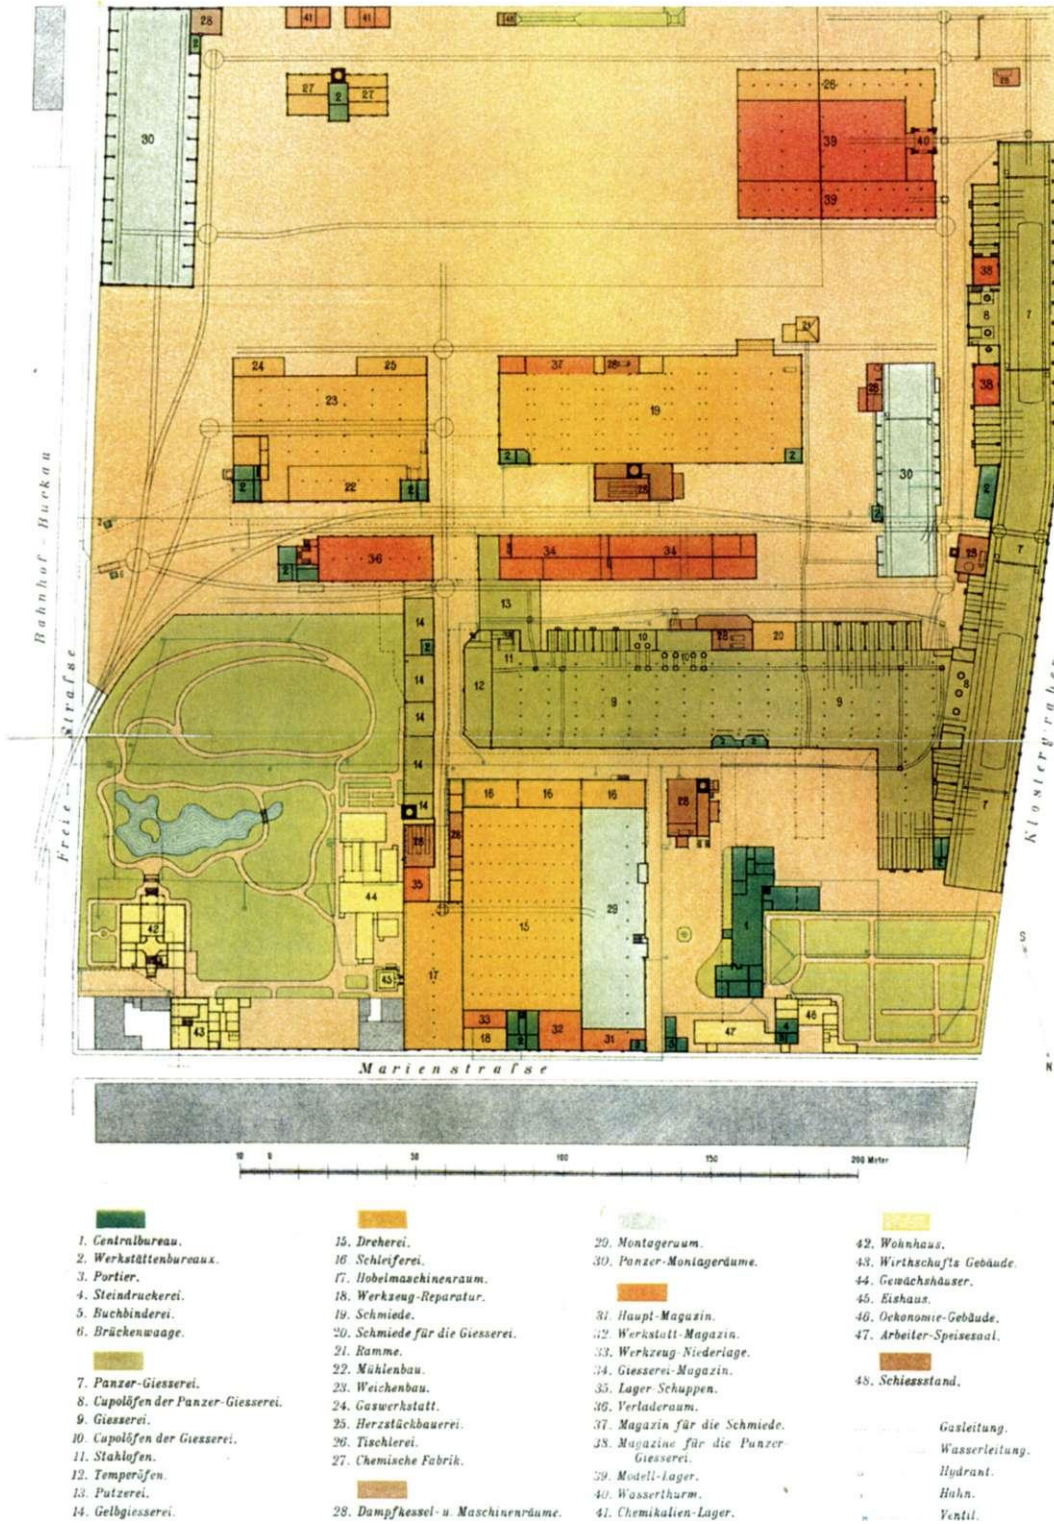 Bahnhof-Buckau
Freie-Strafse
Klostergraben
Marienstrafse
S
N
10 0 50 100 150 200 Meter
1. Centralbureau.
2. Werkstättenbureaux.
3. Portier.
4. Steindruckerei.
5. Buchbinderei.
6. Brückenwaage.
7. Panzer-Giesserei.
8. Cupolöfen der Panzer-Giesserei.
9. Giesserei.
10. Cupolöfen der Giesserei.
11. Stahlofen.
12. Temperöfen.
13. Putzerei.
14. Gelbgiesserei.
15. Dreherei.
16 Schleiferei.
17. Hobelmaschinenraum.
18. Werkzeug-Reparatur.
19. Schmiede.
20. Schmiede für die Giesserei.
21. Ramme.
22. Mühlenbau.
23. Weichenbau.
24. Gaswerkstatt.
25. Herzstückbauerei.
26. Tischlerei.
27. Chemische Fabrik.
28. Dampfkessel- u. Maschinenräume.
29. Montageraum.
30. Panzer-Montageräume.
31. Haupt-Magazin.
32. Werkstatt-Magazin.
33. Werkzeug-Niederlage.
34. Giesserei-Magazin.
35. Lager-Schuppen.
36. Verladeraum.
37. Magazin für die Schmiede.
38. Magazine für die Panzer-
Giesserei.
39. Modell-Lager.
40. Wasserthurm.
41. Chemikalien-Lager.
42. Wohnhaus.
43. Wirthschafts Gebäude.
44. Gewächshäuser.
45. Eishaus.
46. Oekonomie-Gebäude.
47. Arbeiter-Speisesaal.
48. Schiessstand.
Gasleitung.
Wasserleitung.
Hydrant.
Hahn.
Ventil.